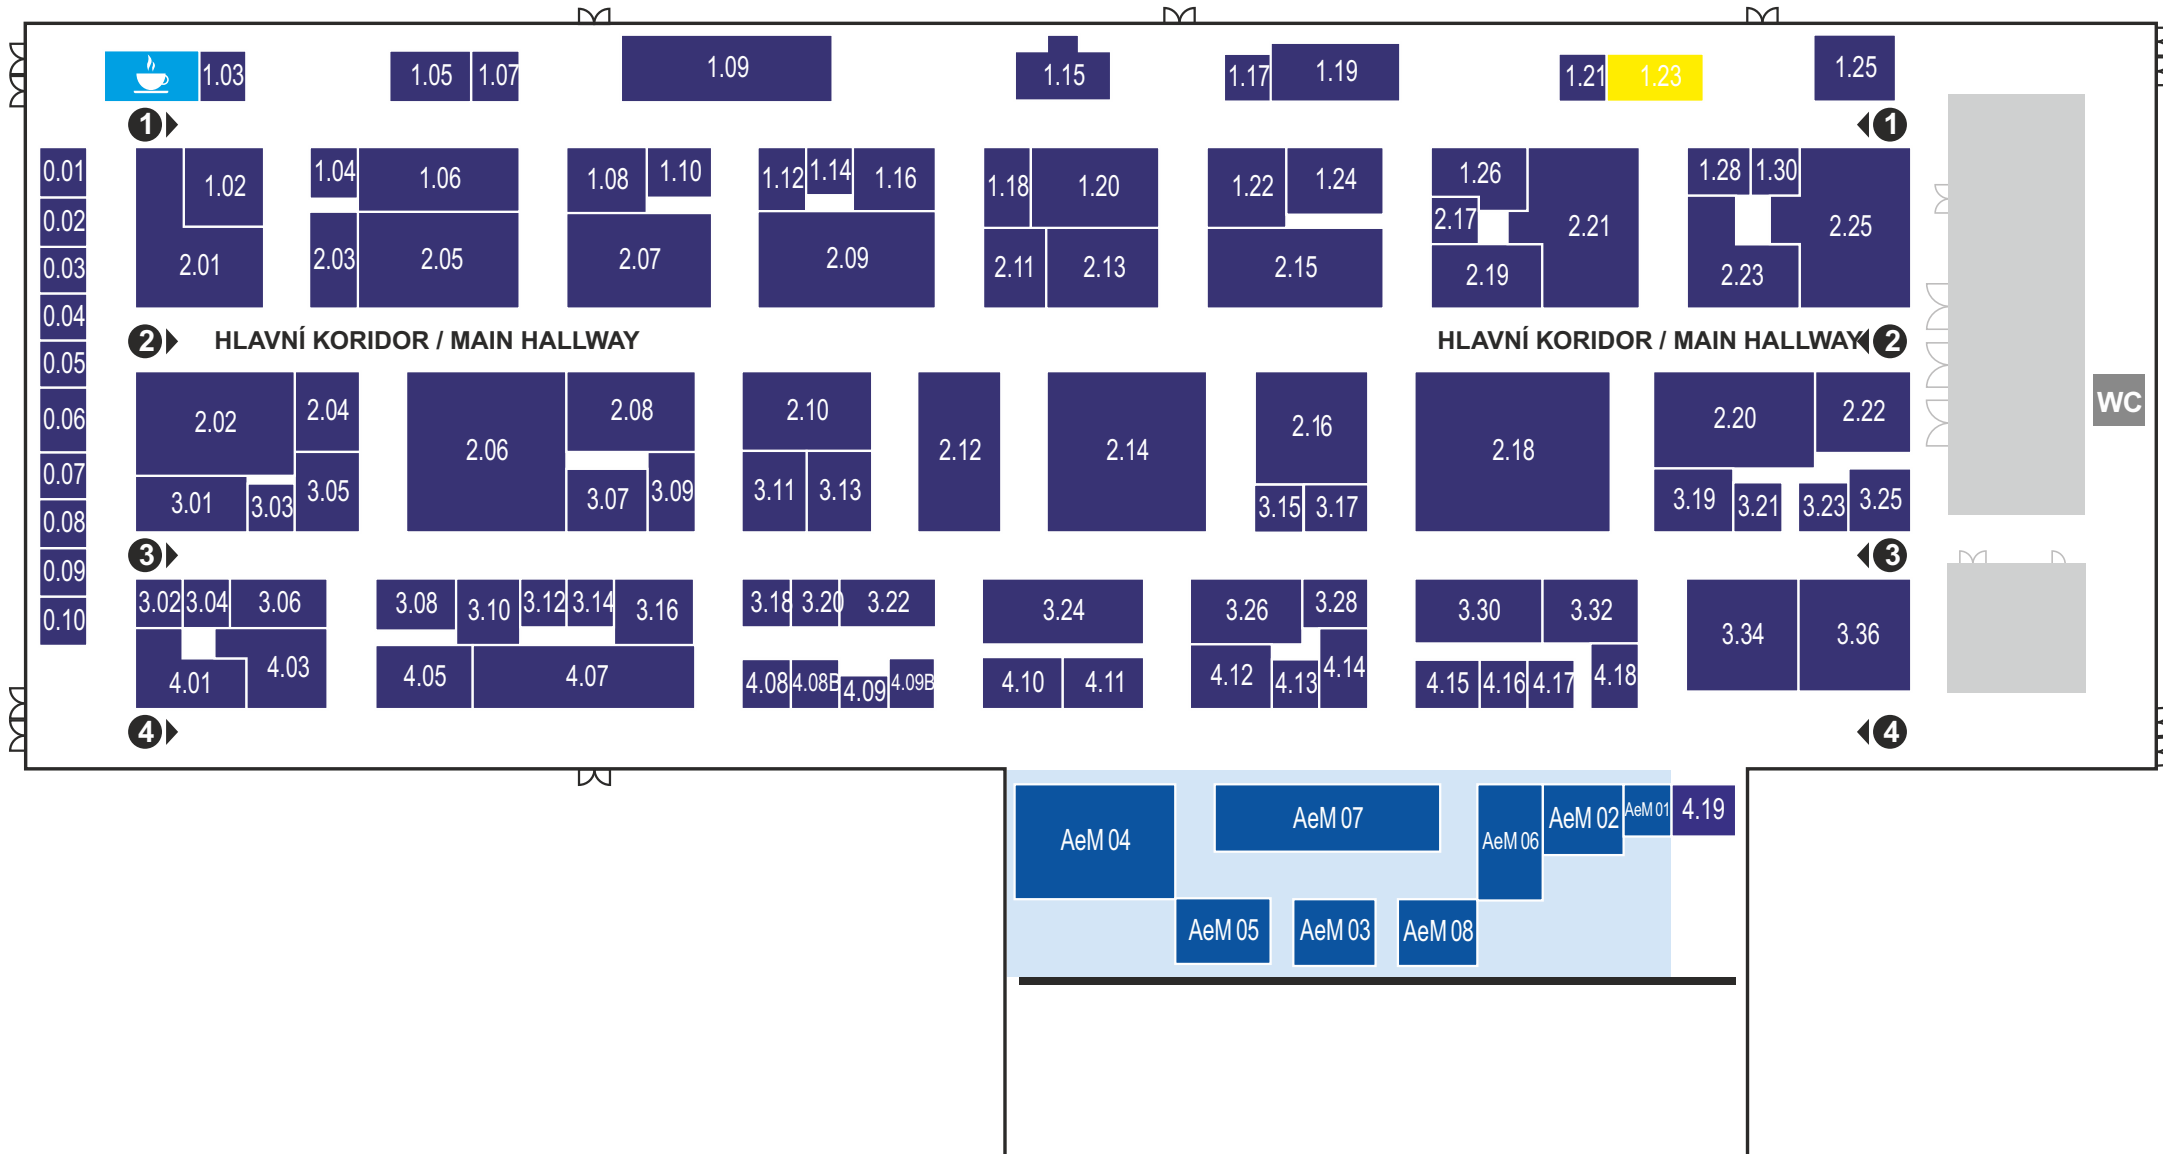 1.03 1.05 1.07 1.09 1.15 1.17 1.19 1.21 1.23 1.25
1 1
0.01 1.02 1.04 1.06 1.08 1.10 1.12 1.14 1.16 1.18 1.20 1.22 1.24 1.26 1.28 1.30
0.02 2.17 2.21 2.25
0.03 2.01 2.03 2.05 2.07 2.09 2.11 2.13 2.15 2.19 2.23
0.04
2 HLAVNÍ KORIDOR / MAIN HALLWAY HLAVNÍ KORIDOR / MAIN HALLWAY 2
0.05
0.06 2.02 2.04 2.06 2.08 2.10 2.12 2.14 2.16 2.18 2.20 2.22 WC
0.07 3.01 3.03 3.05 3.07 3.09 3.11 3.13 3.15 3.17 3.19 3.21 3.23 3.25
0.08
3 3
0.09
0.10 3.02 3.04 3.06 3.08 3.10 3.12 3.14 3.16 3.18 3.20 3.22 3.24 3.26 3.28 3.30 3.32 3.34 3.36
4.01 4.03 4.05 4.07 4.08 4.08B 4.09 4.09B 4.10 4.11 4.12 4.13 4.14 4.15 4.16 4.17 4.18
4 4
AeM 04 AeM 07 AeM 06 AeM 02 AeM 01 4.19
AeM 05 AeM 03 AeM 08